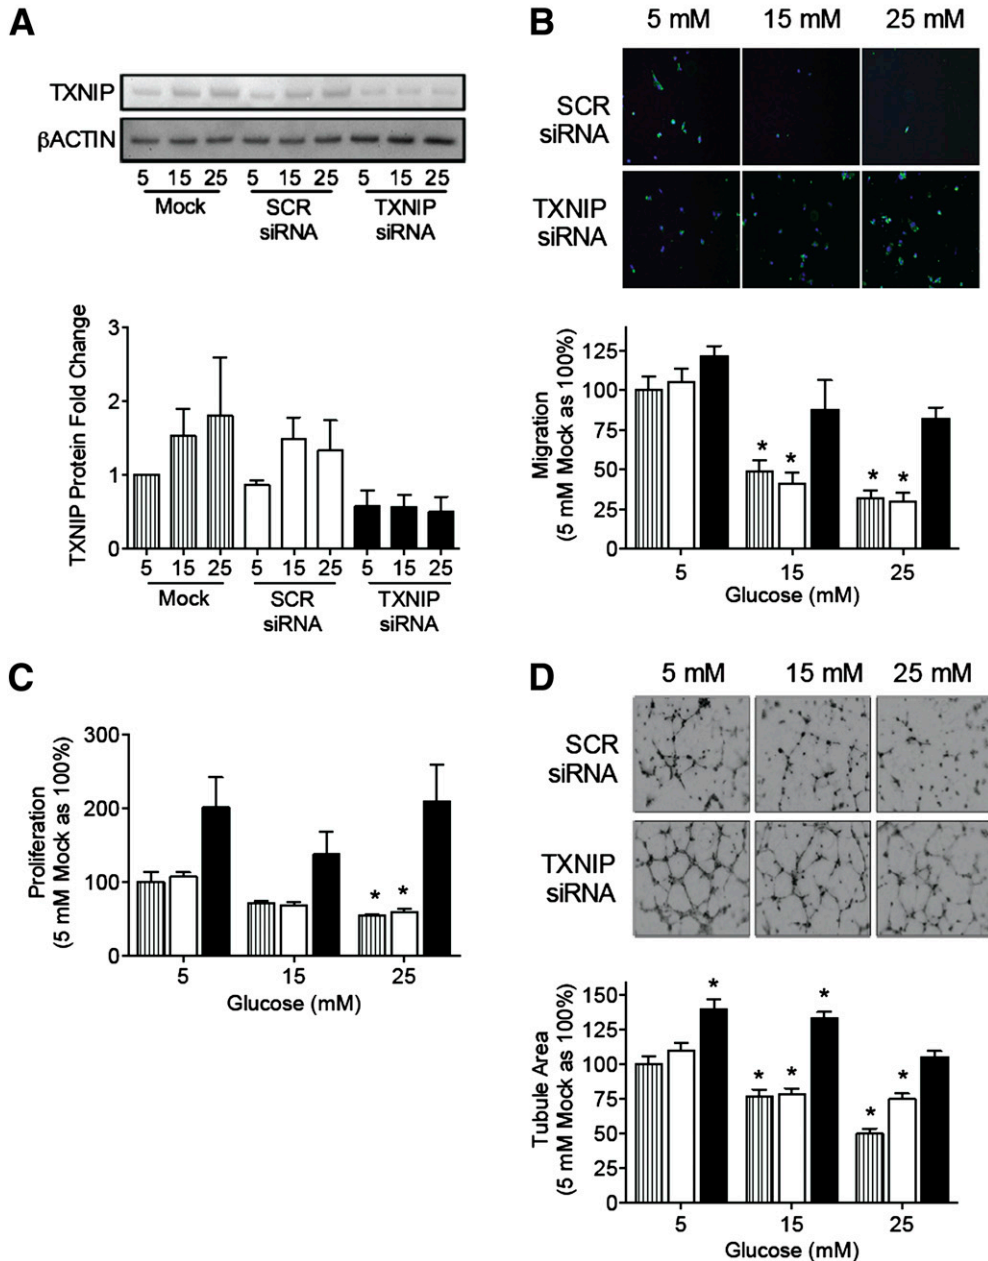 A
TXNIP
βACTIN
5 15 25 5 15 25 5 15 25
Mock
SCR
siRNA
TXNIP
siRNA
TXNIP Protein Fold Change
3
2
1
0
5 15 25 5 15 25 5 15 25
Mock
SCR
siRNA
TXNIP
siRNA
B
5 mM 15 mM 25 mM
SCR
siRNA
TXNIP
siRNA
Migration
(5 mM Mock as 100%)
125
100
75
50
25
0
* * * *
5 15 25
Glucose (mM)
C
Proliferation
(5 mM Mock as 100%)
300
200
100
0
* *
5 15 25
Glucose (mM)
D
5 mM 15 mM 25 mM
SCR
siRNA
TXNIP
siRNA
Tubule Area
(5 mM Mock as 100%)
150
125
100
75
50
25
0
* * * * * *
5 15 25
Glucose (mM)